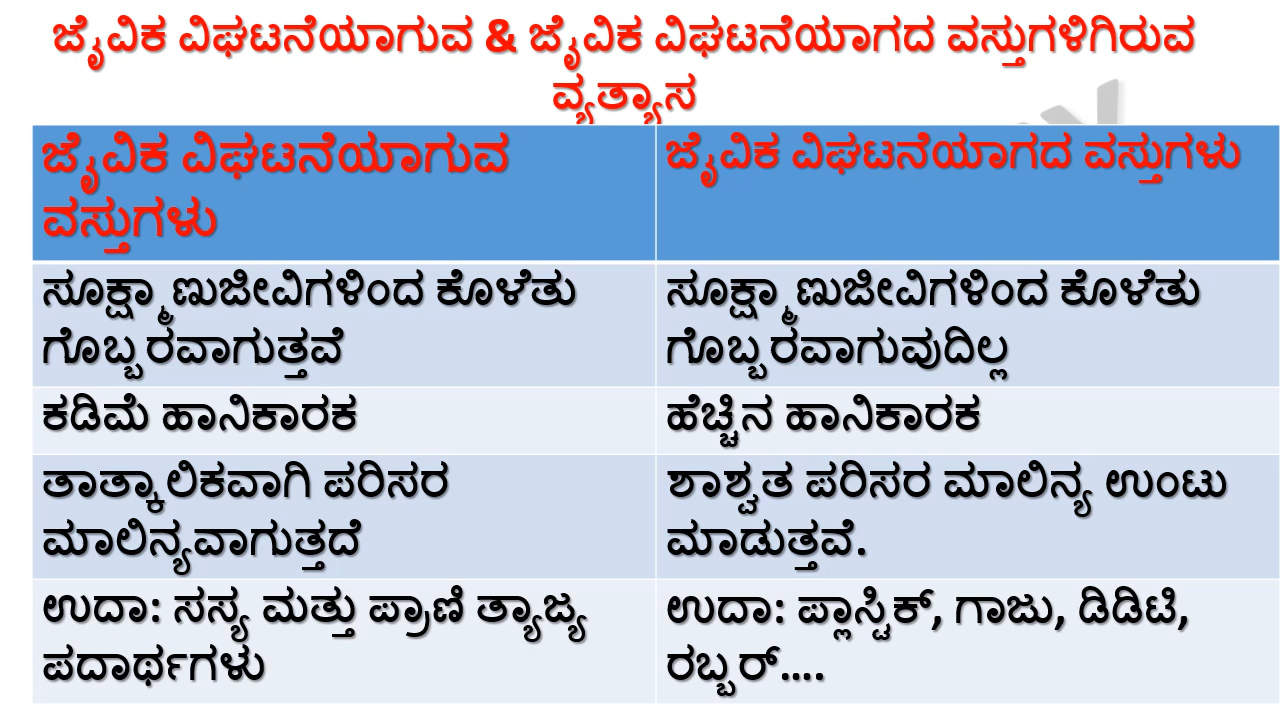 ಜೈವಿಕ ವಿಘಟನೆಯಾಗುವ & ಜೈವಿಕ ವಿಘಟನೆಯಾಗದ ವಸ್ತುಗಳಿಗಿರುವ
ವ್ಯತ್ಯಾಸ
ಜೈವಿಕ ವಿಘಟನೆಯಾಗುವ
ವಸ್ತುಗಳು
ಜೈವಿಕ ವಿಘಟನೆಯಾಗದ ವಸ್ತುಗಳು
ಸೂಕ್ಷ್ಮಾಣುಜೀವಿಗಳಿಂದ ಕೊಳೆತು
ಗೊಬ್ಬರವಾಗುತ್ತವೆ
ಸೂಕ್ಷ್ಮಾಣುಜೀವಿಗಳಿಂದ ಕೊಳೆತು
ಗೊಬ್ಬರವಾಗುವುದಿಲ್ಲ
ಕಡಿಮೆ ಹಾನಿಕಾರಕ
ಹೆಚ್ಚಿನ ಹಾನಿಕಾರಕ
ತಾತ್ಕಾಲಿಕವಾಗಿ ಪರಿಸರ
ಮಾಲಿನ್ಯವಾಗುತ್ತದೆ
ಶಾಶ್ವತ ಪರಿಸರ ಮಾಲಿನ್ಯ ಉಂಟು
ಮಾಡುತ್ತವೆ.
ಉದಾ: ಸಸ್ಯ ಮತ್ತು ಪ್ರಾಣಿ ತ್ಯಾಜ್ಯ
ಪದಾರ್ಥಗಳು
ಉದಾ: ಪ್ಲಾಸ್ಟಿಕ್, ಗಾಜು, ಡಿಡಿಟಿ,
ರಬ್ಬರ್....